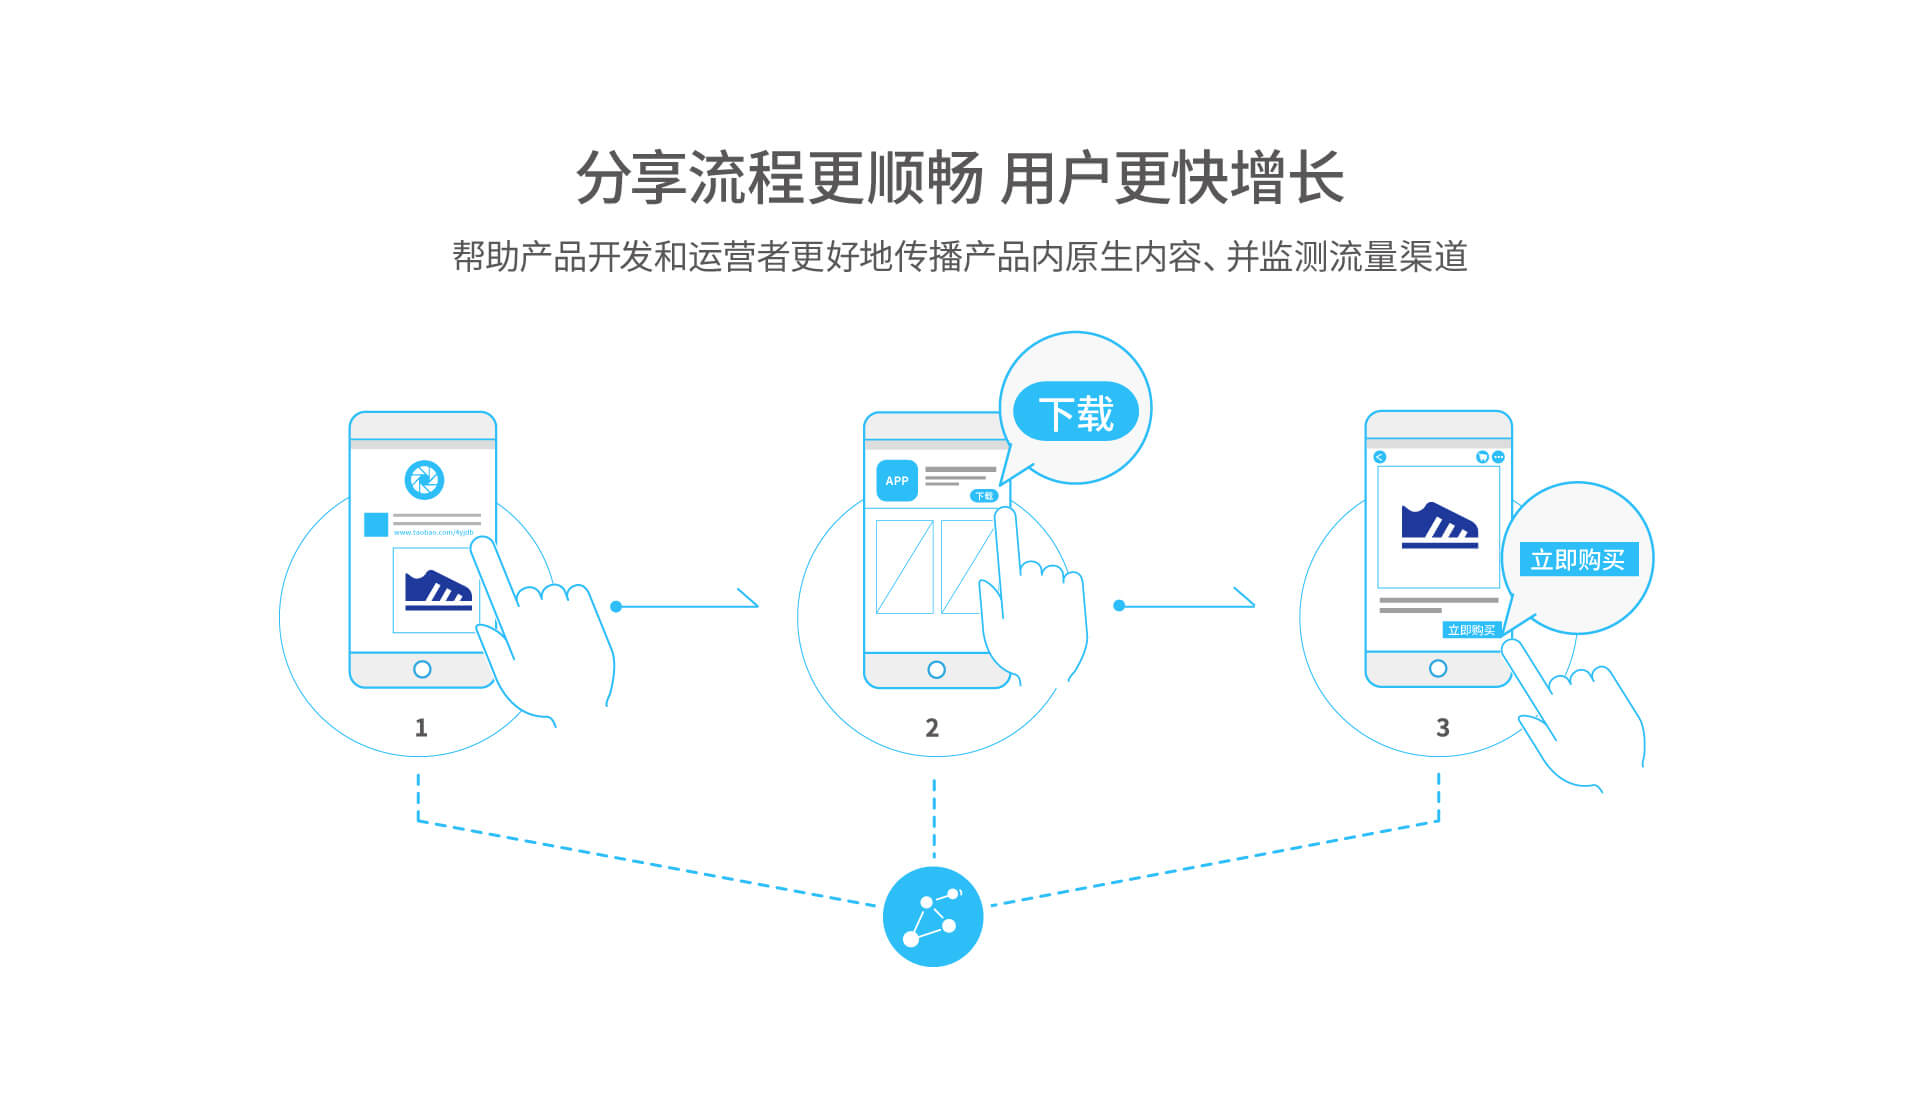 分享流程更顺畅 用户更快增长
帮助产品开发和运营者更好地传播产品内原生内容、并监测流量渠道
下载
APP
下载
www.taobao.com/4yjdb
立即购买
立即购买
1
2
3